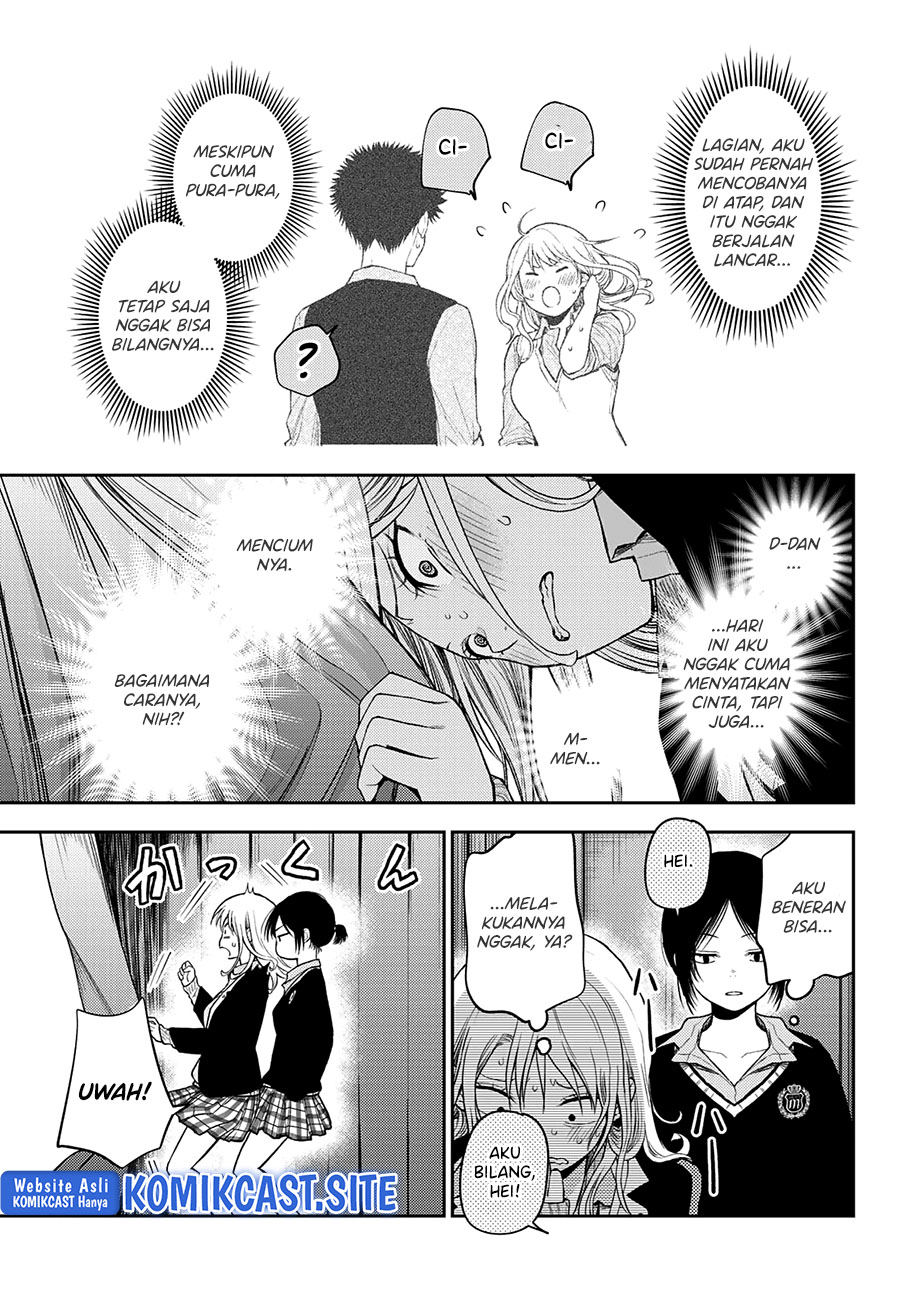 LAGIAN, AKU
SUDAH PERNAH
MENCOBANYA
DI ATAP, DAN
ITU NGGAK
BERJALAN
LANCAR...
CI-
CI-
MESKIPUN
CUMA
PURA-PURA,
?
AKU
TETAP SAJA
NGGAK BISA
BILANGNYA...
D-DAN
...
...HARI
INI AKU
NGGAK CUMA
MENYATAKAN
CINTA, TAPI
JUGA...
M-
MEN...
MENCIUM
NYA.
BAGAIMANA
CARANYA,
NIH?!
AKU
BENERAN
BISA...
HEI.
...MELA-
KUKANNYA
NGGAK, YA?
AKU
BILANG,
HEI!
かっくん
UWAH!
Website Asli
KOMIKCAST Hanya
KOMIKCAST.SITE